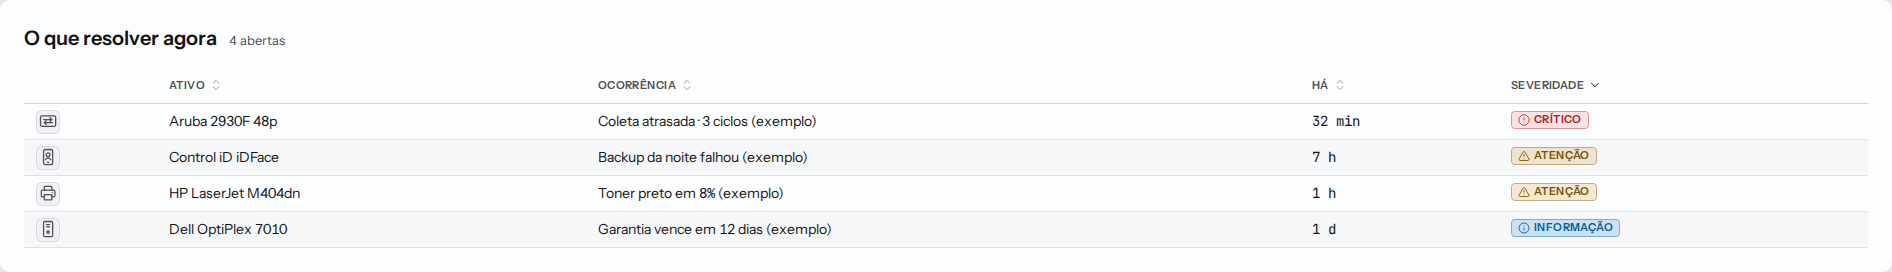 O que resolver agora 4 abertas
ATIVO OCORRÊNCIA HÁ SEVERIDADE
Aruba 2930F 48p Coleta atrasada · 3 ciclos (exemplo) 32 min CRÍTICO
Control iD iDFace Backup da noite falhou (exemplo) 7 h ATENÇÃO
HP LaserJet M404dn Toner preto em 8% (exemplo) 1 h ATENÇÃO
Dell OptiPlex 7010 Garantia vence em 12 dias (exemplo) 1 d INFORMAÇÃO